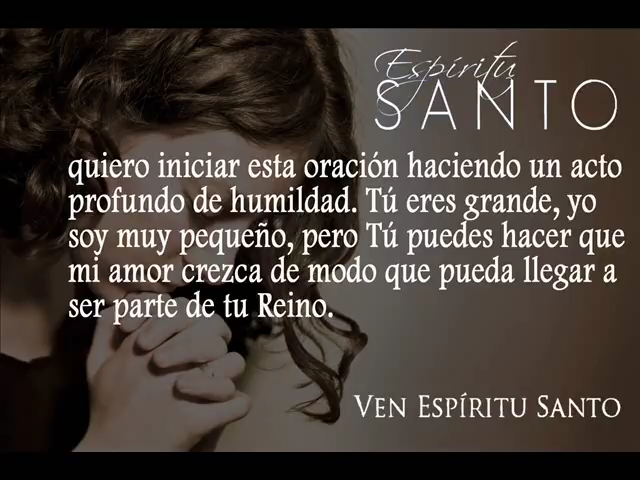 Espíritu
SANTO
quiero iniciar esta oración haciendo un acto
profundo de humildad. Tú eres grande, yo
soy muy pequeño, pero Tú puedes hacer que
mi amor crezca de modo que pueda llegar a
ser parte de tu Reino.
VEN ESPÍRITU SANTO